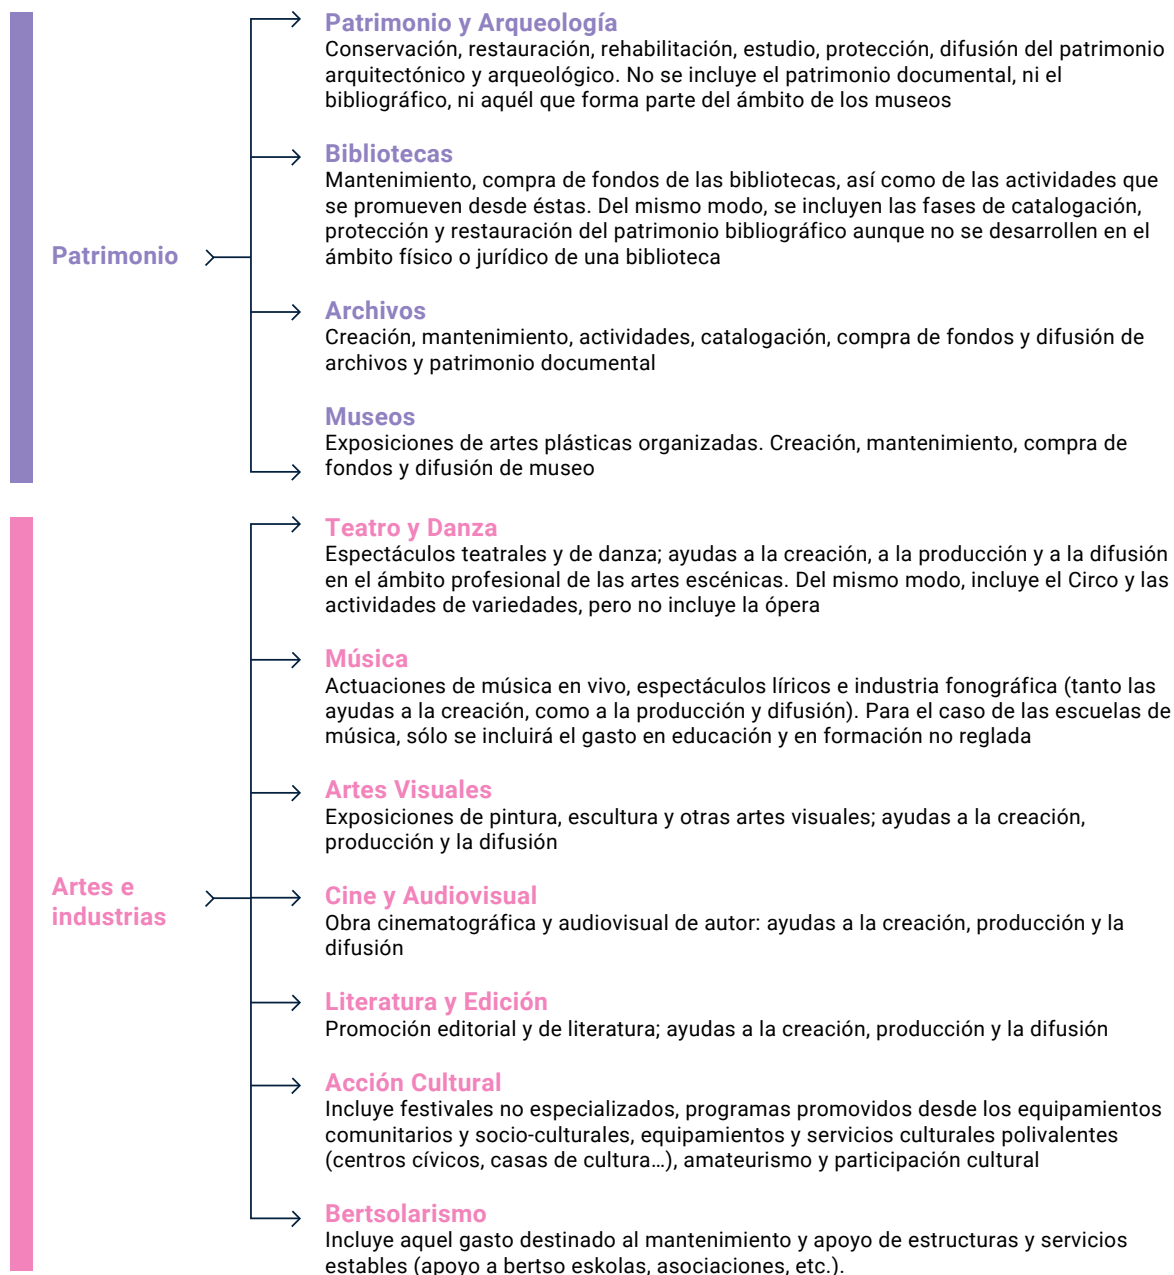 Patrimonio y Arqueología
Conservación, restauración, rehabilitación, estudio, protección, difusión del patrimonio
arquitectónico y arqueológico. No se incluye el patrimonio documental, ni el
bibliográfico, ni aquél que forma parte del ámbito de los museos
Bibliotecas
Mantenimiento, compra de fondos de las bibliotecas, así como de las actividades que
se promueven desde éstas. Del mismo modo, se incluyen las fases de catalogación,
protección y restauración del patrimonio bibliográfico aunque no se desarrollen en el
ámbito físico o jurídico de una biblioteca
Patrimonio
Archivos
Creación, mantenimiento, actividades, catalogación, compra de fondos y difusión de
archivos y patrimonio documental
Museos
Exposiciones de artes plásticas organizadas. Creación, mantenimiento, compra de
fondos y difusión de museo
Teatro y Danza
Espectáculos teatrales y de danza; ayudas a la creación, a la producción y a la difusión
en el ámbito profesional de las artes escénicas. Del mismo modo, incluye el Circo y las
actividades de variedades, pero no incluye la ópera
Música
Actuaciones de música en vivo, espectáculos líricos e industria fonográfica (tanto las
ayudas a la creación, como a la producción y difusión). Para el caso de las escuelas de
música, sólo se incluirá el gasto en educación y en formación no reglada
Artes Visuales
Exposiciones de pintura, escultura y otras artes visuales; ayudas a la creación,
producción y la difusión
Artes e
industrias
Cine y Audiovisual
Obra cinematográfica y audiovisual de autor: ayudas a la creación, producción y la
difusión
Literatura y Edición
Promoción editorial y de literatura; ayudas a la creación, producción y la difusión
Acción Cultural
Incluye festivales no especializados, programas promovidos desde los equipamientos
comunitarios y socio-culturales, equipamientos y servicios culturales polivalentes
(centros cívicos, casas de cultura…), amateurismo y participación cultural
Bertsolarismo
Incluye aquel gasto destinado al mantenimiento y apoyo de estructuras y servicios
estables (apoyo a bertso eskolas, asociaciones, etc.).